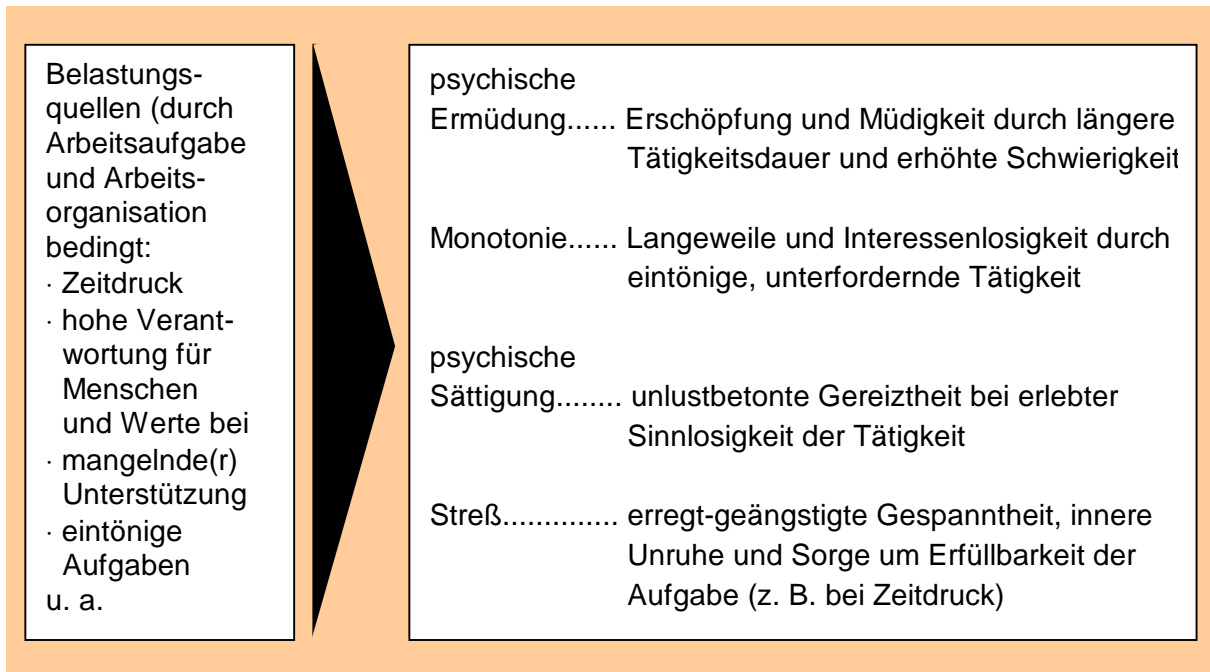 Belastungs-
quellen (durch
Arbeitsaufgabe
und Arbeits-
organisation
bedingt:
· Zeitdruck
· hohe Verant-
wortung für
Menschen
und Werte bei
· mangelnde(r)
Unterstützung
· eintönige
Aufgaben
u. a.
psychische
Ermüdung...... Erschöpfung und Müdigkeit durch längere
Tätigkeitsdauer und erhöhte Schwierigkeit
Monotonie...... Langeweile und Interessenlosigkeit durch
eintönige, unterfordernde Tätigkeit
psychische
Sättigung........ unlustbetonte Gereiztheit bei erlebter
Sinnlosigkeit der Tätigkeit
Streß.............. erregt-geängstigte Gespanntheit, innere
Unruhe und Sorge um Erfüllbarkeit der
Aufgabe (z. B. bei Zeitdruck)